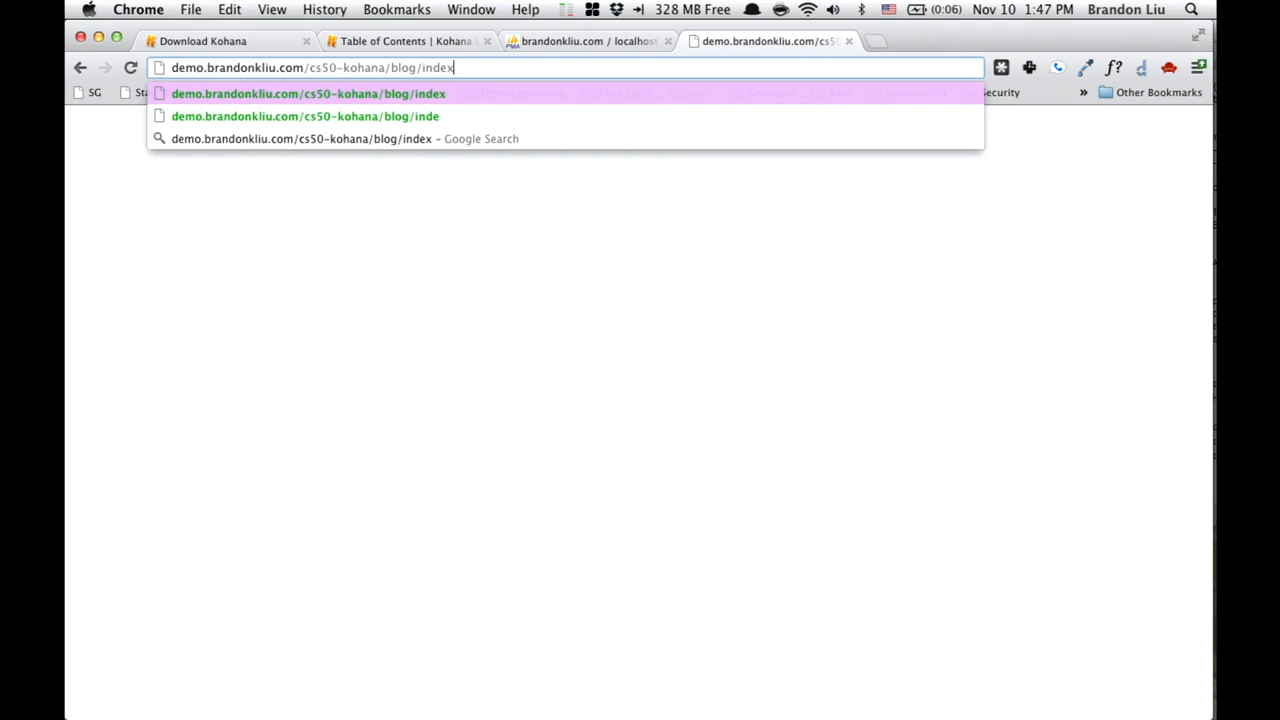 Chrome File Edit View History Bookmarks Window Help 328 MB Free (0:06) Nov 10 1:47 PM Brandon Liu
Download Kohana Table of Contents | Kohana brandonkliu.com / localhost demo.brandonkliu.com/cs50
demo.brandonkliu.com/cs50-kohana/blog/index f?
SG Sta Security » Other Bookmarks
demo.brandonkliu.com/cs50-kohana/blog/index
demo.brandonkliu.com/cs50-kohana/blog/inde
demo.brandonkliu.com/cs50-kohana/blog/index – Google Search